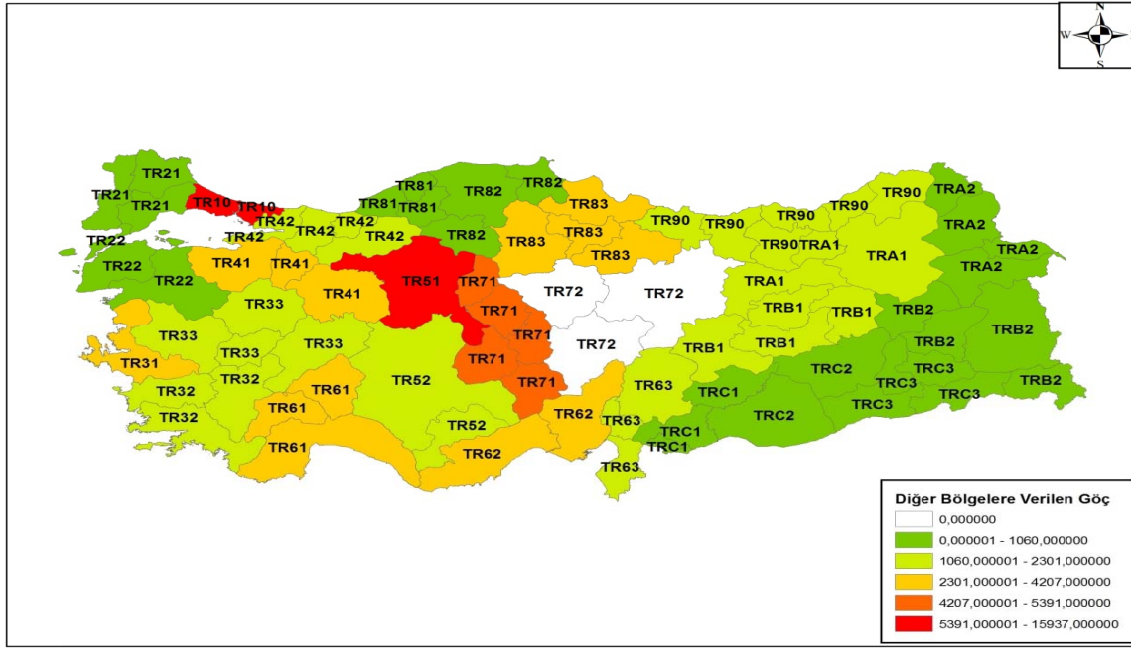 N
W
S
TR21
TR81
TR82
TR82
TRA2
TR21
TR10
TR10
TR81
TR81
TR83
TR90
TR21
TR42
TR42
TR83
TR90
TR90
TR90
TR90
TRA2
TR22
TR42
TR42
TR42
TR82
TR83
TR83
TR90
TRA1
TRA1
TRA2
TR22
TR22
TR41
TR41
TR41
TR51
TR71
TR72
TR72
TRA1
TRA2
TR33
TR33
TR33
TR33
TR71
TR71
TR72
TRB1
TRB1
TRB1
TRB1
TRB2
TRB2
TRB2
TRB2
TR31
TR32
TR32
TR32
TR61
TR61
TR61
TR52
TR52
TR71
TR71
TR62
TR62
TR63
TR63
TR63
TRC1
TRC1
TRC1
TRC2
TRC2
TRC3
TRC3
TRC3
TRC3
Diğer Bölgelere Verilen Göç
0,000000
0,000001 - 1060,000000
1060,000001 - 2301,000000
2301,000001 - 4207,000000
4207,000001 - 5391,000000
5391,000001 - 15937,000000